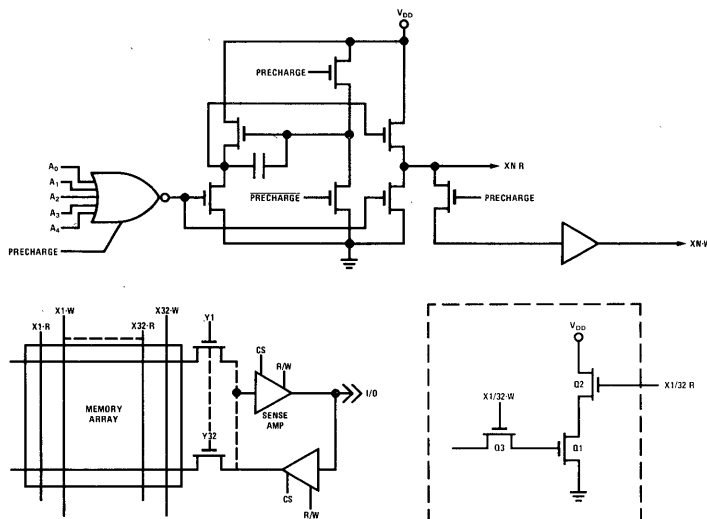 VDD
PRECHARGE
A0
A1
A2
A3
A4
PRECHARGE
PRECHARGE
XN R
PRECHARGE
XN-W
X1-W
X32-W
X1-R
X32-R
Y1
CS
R/W
I/O
MEMORY
ARRAY
SENSE
AMP
Y32
CS
R/W
VDD
Q2
X1/32 R
X1/32-W
Q3
Q1